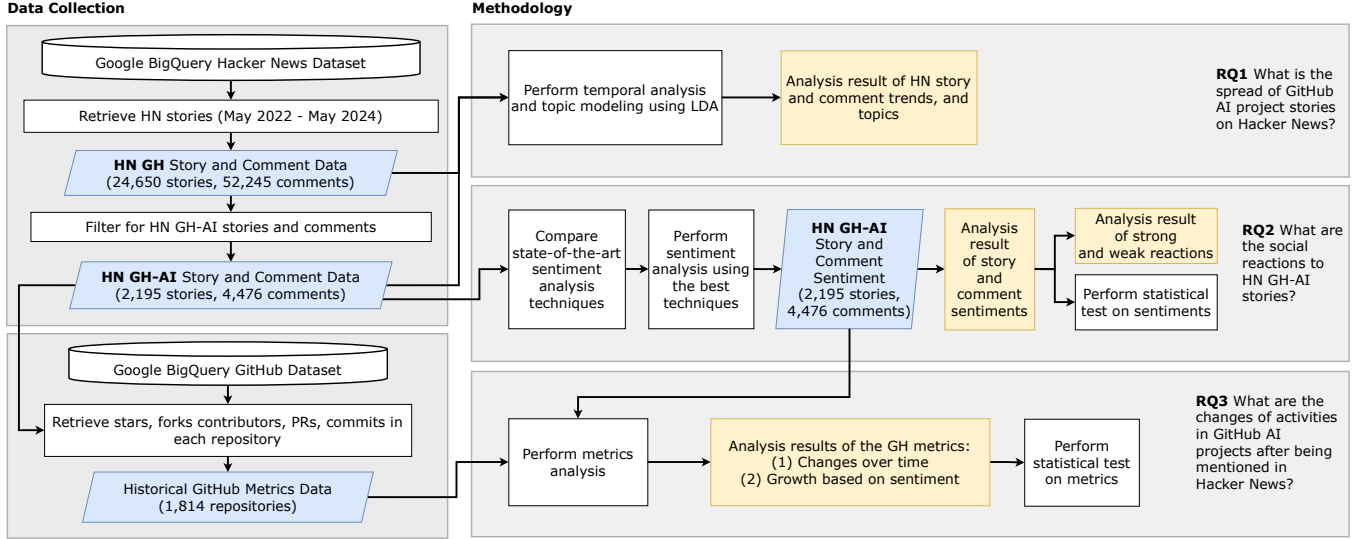 Data Collection
Google BigQuery Hacker News Dataset
Retrieve HN stories (May 2022 - May 2024)
HN GH Story and Comment Data
(24,650 stories, 52,245 comments)
Filter for HN GH-AI stories and comments
HN GH-AI Story and Comment Data
(2,195 stories, 4,476 comments)
Google BigQuery GitHub Dataset
Retrieve stars, forks contributors, PRs, commits in
each repository
Historical GitHub Metrics Data
(1,814 repositories)
Methodology
Perform temporal analysis
and topic modeling using LDA
Analysis result of HN story
and comment trends, and
topics
RQ1 What is the
spread of GitHub
AI project stories
on Hacker News?
Compare
state-of-the-art
sentiment
analysis
techniques
Perform
sentiment
analysis using
the best
techniques
HN GH-AI
Story and
Comment
Sentiment
(2,195 stories,
4,476 comments)
Analysis
result
of story
and
comment
sentiments
Analysis result
of strong
and weak reactions
Perform statistical
test on sentiments
RQ2 What are
the social
reactions to
HN GH-AI
stories?
Perform metrics
analysis
Analysis results of the GH metrics:
(1) Changes over time
(2) Growth based on sentiment
Perform
statistical test
on metrics
RQ3 What are the
changes of activities
in GitHub AI
projects after being
mentioned in
Hacker News?